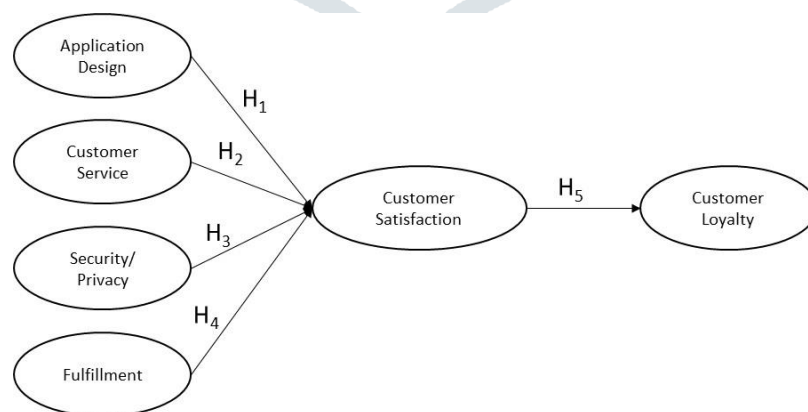 Application
Design
H₁
Customer
Service
H₂
Security/
Privacy
H₃
Fulfillment
H₄
Customer
Satisfaction
H₅
Customer
Loyalty